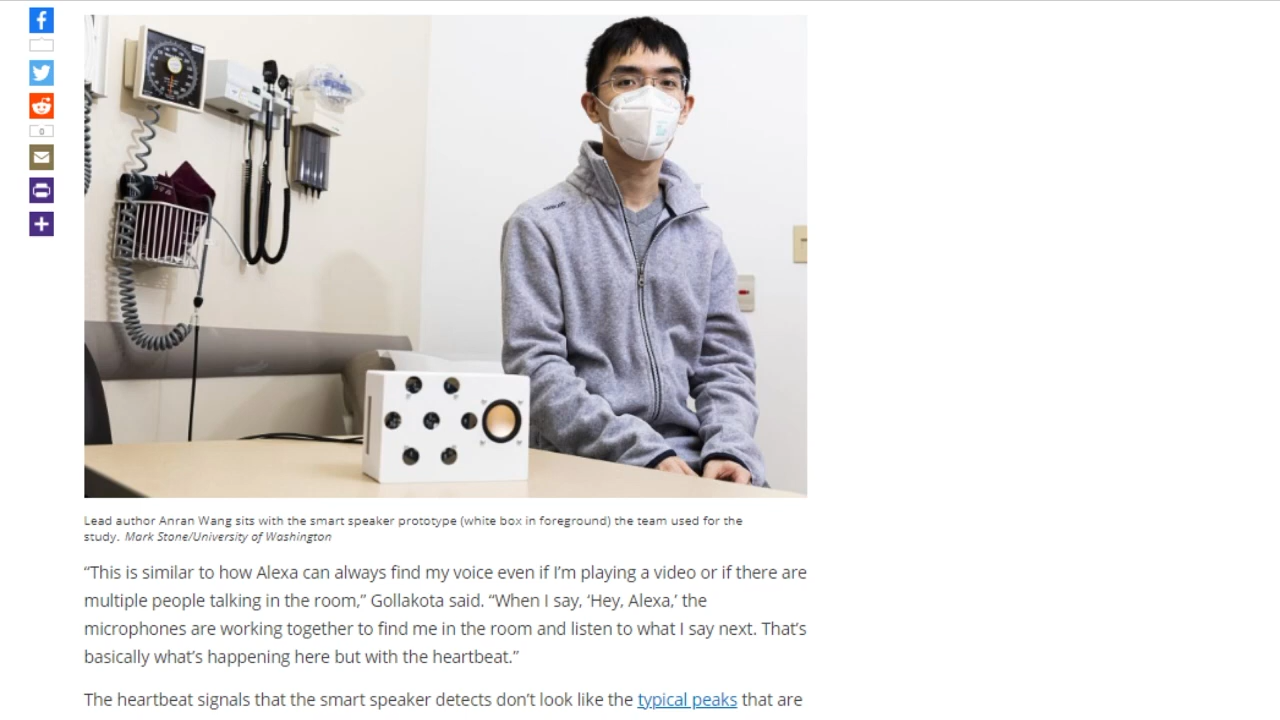 0
Lead author Anran Wang sits with the smart speaker prototype (white box in foreground) the team used for the
study. Mark Stone/University of Washington
“This is similar to how Alexa can always find my voice even if I’m playing a video or if there are
multiple people talking in the room,” Gollakota said. “When I say, ‘Hey, Alexa,’ the
microphones are working together to find me in the room and listen to what I say next. That’s
basically what’s happening here but with the heartbeat.”
The heartbeat signals that the smart speaker detects don’t look like the typical peaks that are